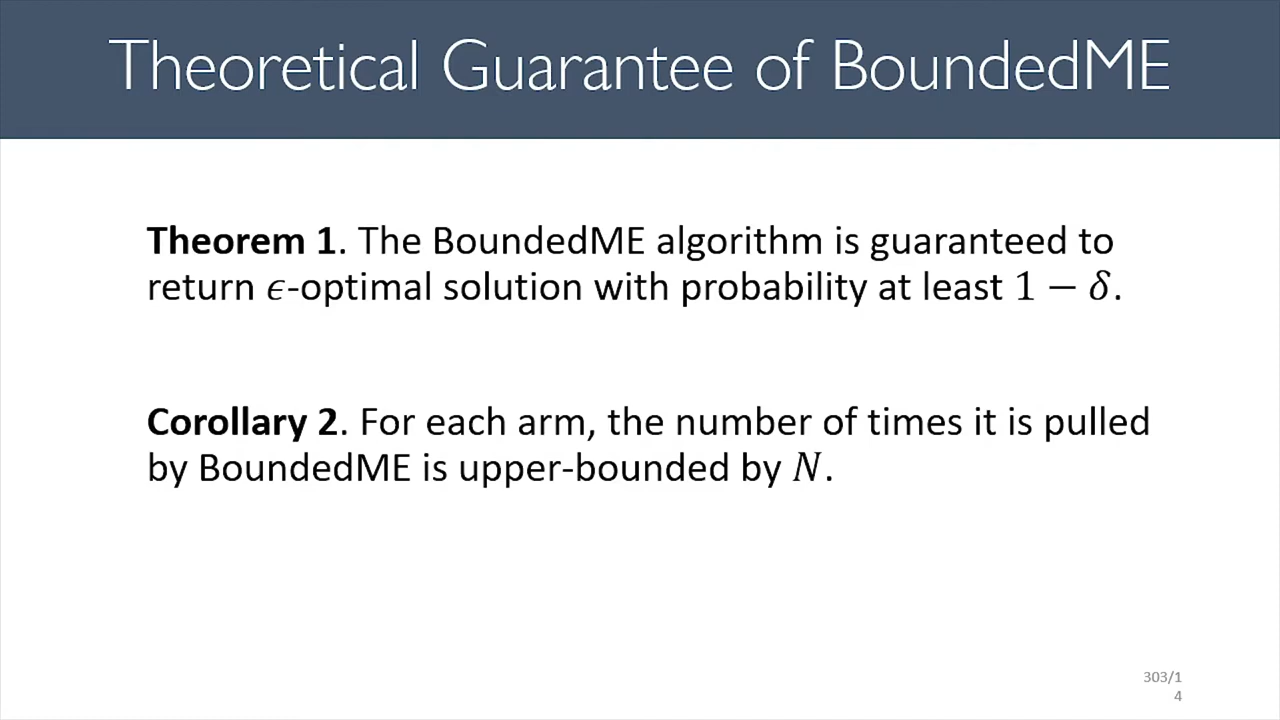 Theoretical Guarantee of BoundedME
Theorem 1. The BoundedME algorithm is guaranteed to
return ϵ-optimal solution with probability at least 1 − δ.
Corollary 2. For each arm, the number of times it is pulled
by BoundedME is upper-bounded by N.
303/1
4